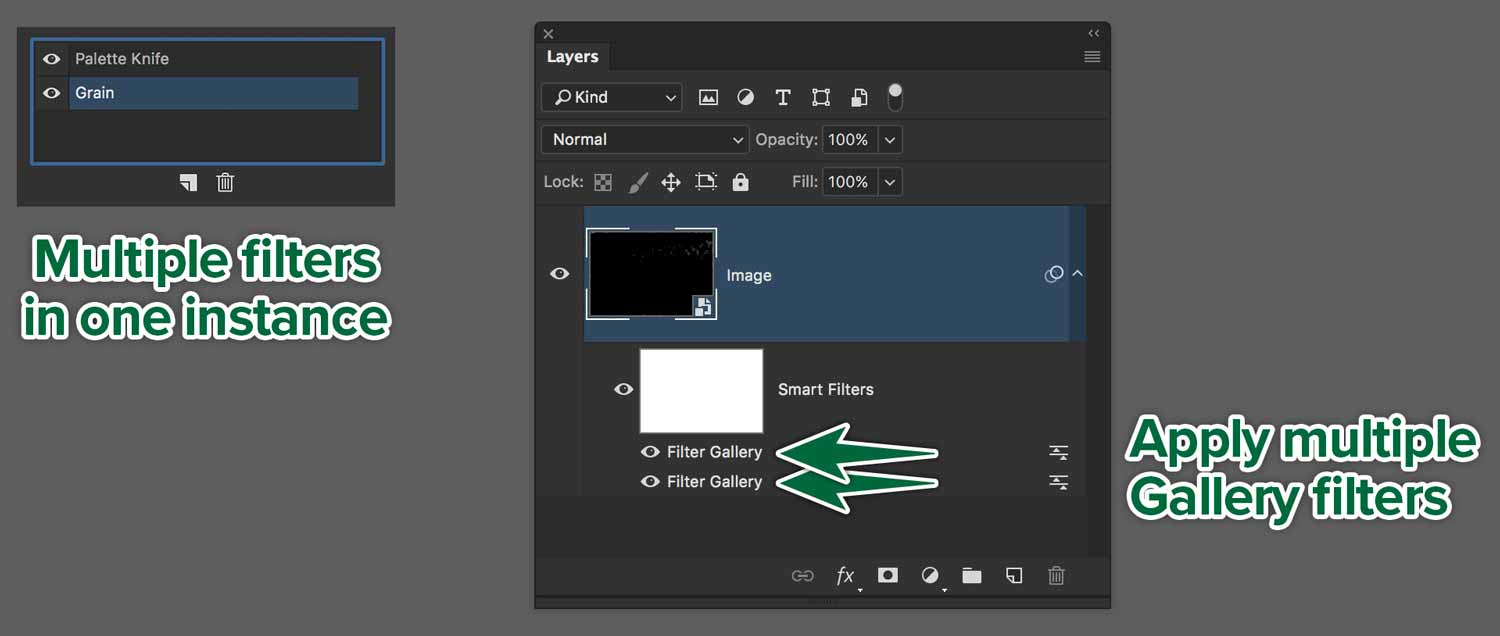 Palette Knife
Grain
Multiple filters
in one instance
Layers
Kind
Normal
Opacity: 100%
Lock:
Fill: 100%
Image
Smart Filters
Filter Gallery
Filter Gallery
fx
Apply multiple
Gallery filters